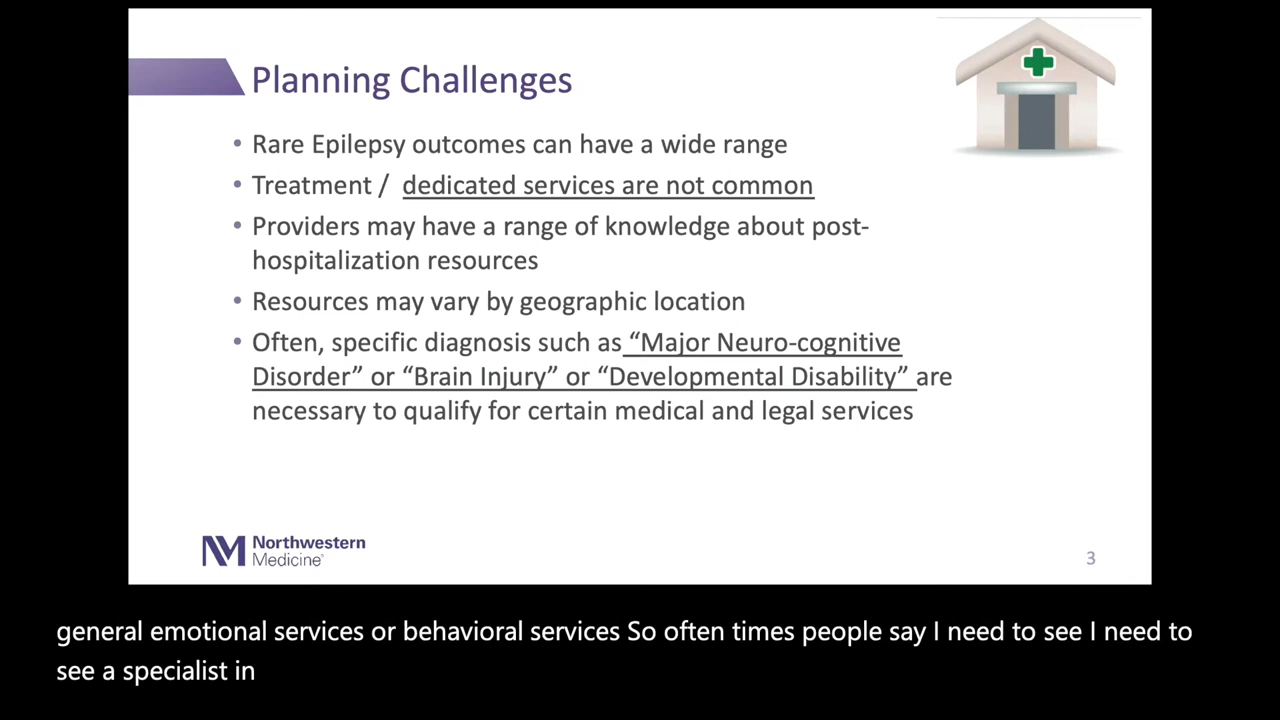 Planning Challenges
• Rare Epilepsy outcomes can have a wide range
• Treatment / dedicated services are not common
• Providers may have a range of knowledge about post-
hospitalization resources
• Resources may vary by geographic location
• Often, specific diagnosis such as “Major Neuro-cognitive
Disorder” or “Brain Injury” or “Developmental Disability” are
necessary to qualify for certain medical and legal services
NM Northwestern
Medicine®
3
general emotional services or behavioral services So often times people say I need to see I need to
see a specialist in